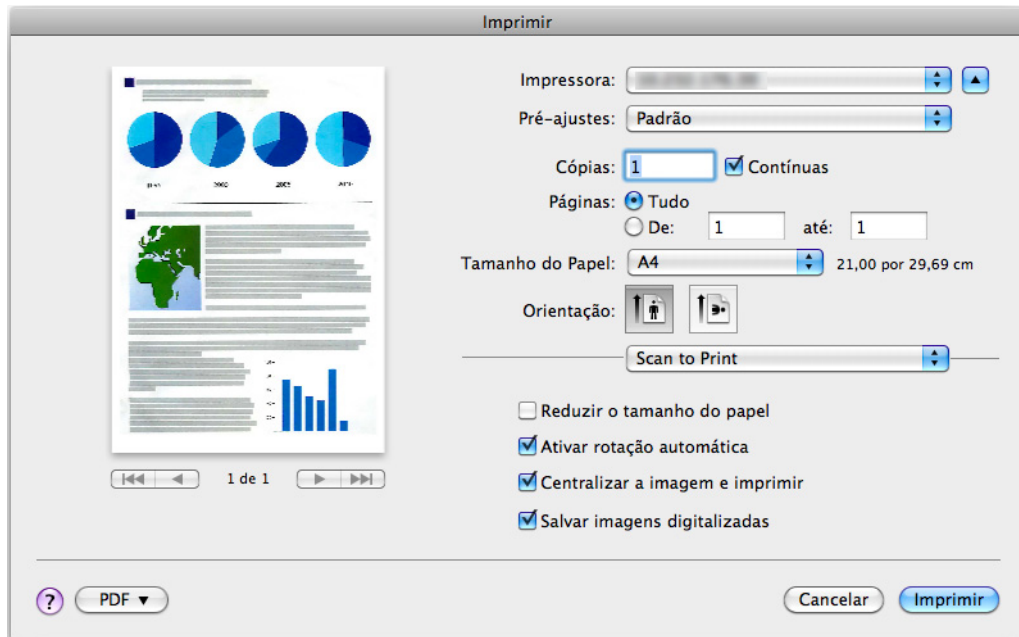 Imprimir
Impressora:
Pré-ajustes: Padrão
Cópias: 1 Contínuas
Páginas: Tudo
De: 1 até: 1
Tamanho do Papel: A4 21,00 por 29,69 cm
Orientação:
Scan to Print
Reduzir o tamanho do papel
Ativar rotação automática
Centralizar a imagem e imprimir
Salvar imagens digitalizadas
2002 2005
1 de 1
? PDF Cancelar Imprimir